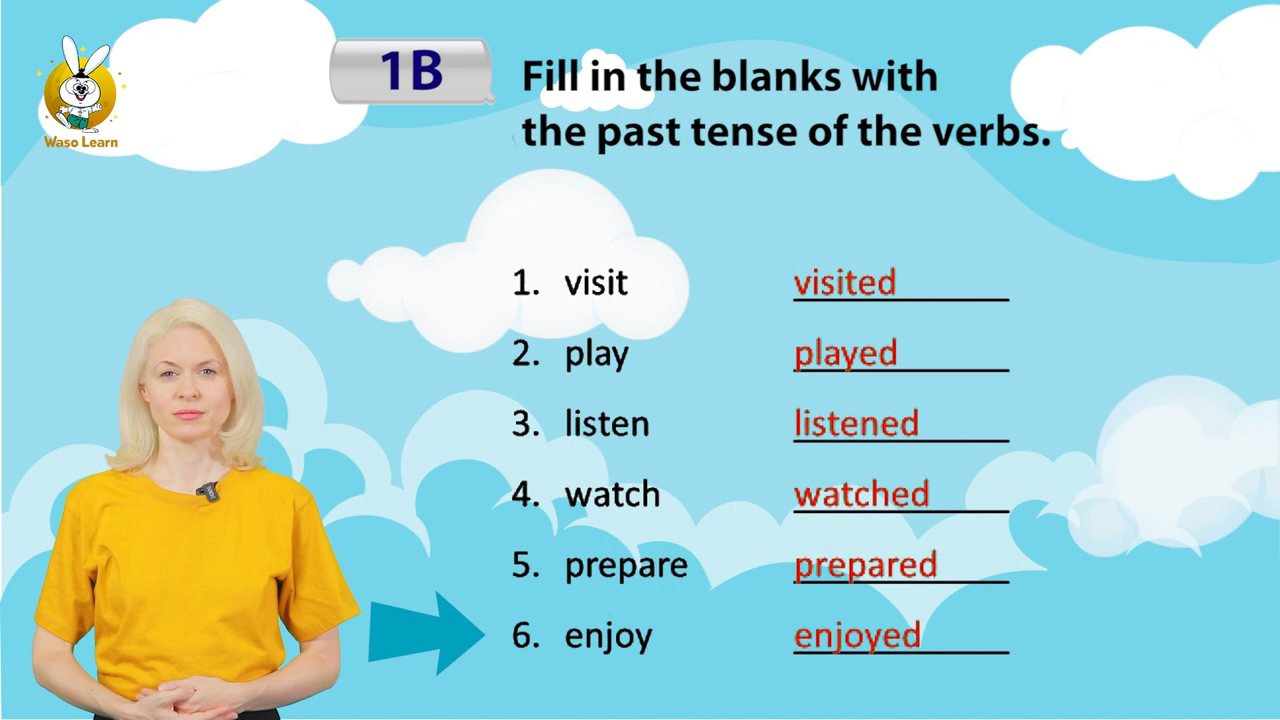 Waso Learn
1B
Fill in the blanks with
the past tense of the verbs.
1. visit visited
2. play played
3. listen listened
4. watch watched
5. prepare prepared
6. enjoy enjoyed